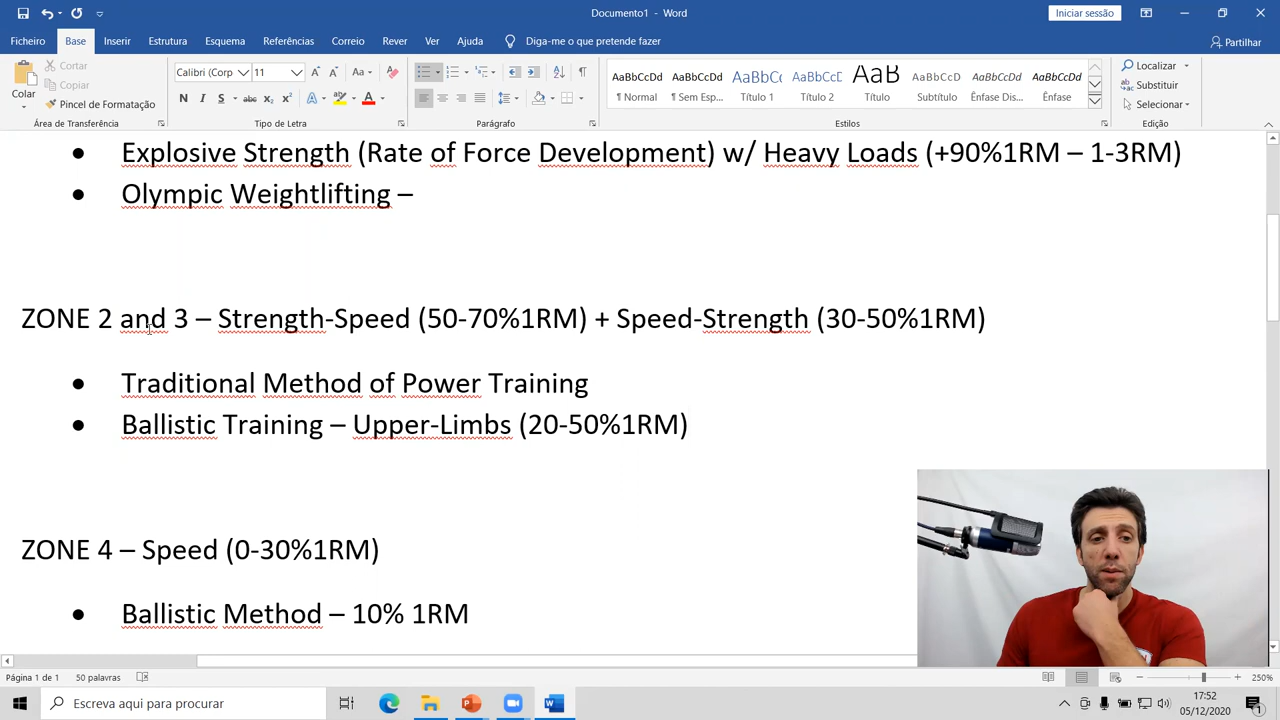 Documento1 - Word
Iniciar sessão
Ficheiro Base Inserir Estrutura Esquema Referências Correio Rever Ver Ajuda Diga-me o que pretende fazer Partilhar
Colar
Cortar
Copiar
Pincel de Formatação
Calibri (Corp 11
Aa
N I S abc x₂ x² A A
AaBbCcDd AaBbCcDd AaBbCc AaBbCcD AaB AaBbCcD AaBbCcDd AaBbCcDd
¶ Normal ¶ Sem Esp... Título 1 Título 2 Título Subtítulo Ênfase Dis... Ênfase
Localizar
Substituir
Selecionar
Área de Transferência Tipo de Letra Parágrafo Estilos Edição
• Explosive Strength (Rate of Force Development) w/ Heavy Loads (+90%1RM – 1-3RM)
• Olympic Weightlifting –
ZONE 2 and 3 – Strength-Speed (50-70%1RM) + Speed-Strength (30-50%1RM)
• Traditional Method of Power Training
• Ballistic Training – Upper-Limbs (20-50%1RM)
ZONE 4 – Speed (0-30%1RM)
• Ballistic Method – 10% 1RM
Página 1 de 1 50 palavras 250%
Escreva aqui para procurar
17:52
05/12/2020